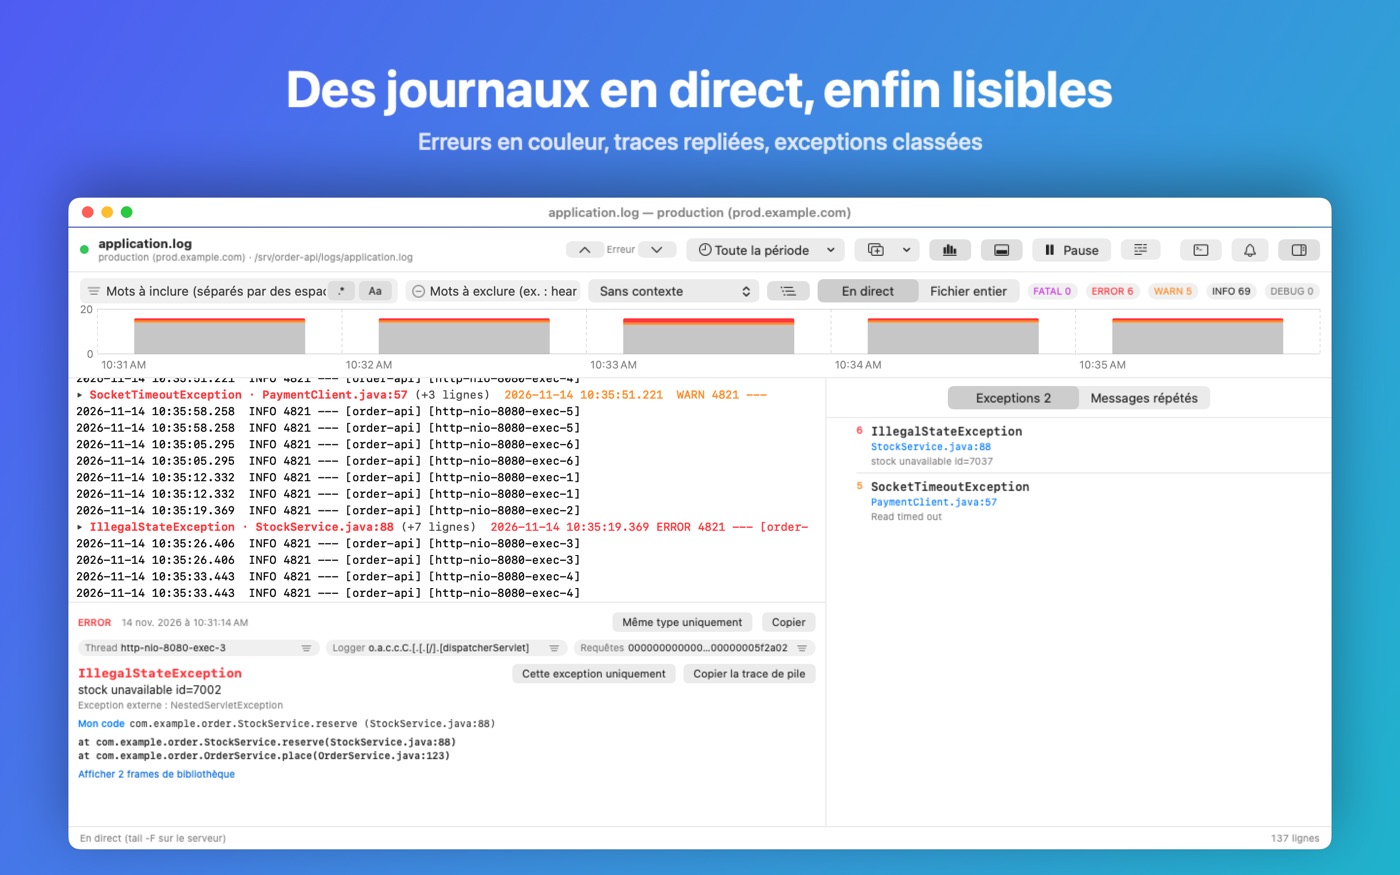 Des journaux en direct, enfin lisibles
Erreurs en couleur, traces repliées, exceptions classées
application.log — production (prod.example.com)
application.log
production (prod.example.com) · /srv/order-api/logs/application.log
Erreur
Toute la période
Pause
Mots à inclure (séparés par des espac
.*
Aa
Mots à exclure (ex. : hear
Sans contexte
En direct
Fichier entier
FATAL 0
ERROR 6
WARN 5
INFO 69
DEBUG 0
20
0
10:31 AM
10:32 AM
10:33 AM
10:34 AM
10:35 AM
2026-11-14 10:35:51.221  INFO 4821 --- [order-api] [http-nio-8080-exec-4]
▸ SocketTimeoutException · PaymentClient.java:57 (+3 lignes)  2026-11-14 10:35:51.221  WARN 4821 ---
2026-11-14 10:35:58.258  INFO 4821 --- [order-api] [http-nio-8080-exec-5]
2026-11-14 10:35:58.258  INFO 4821 --- [order-api] [http-nio-8080-exec-5]
2026-11-14 10:35:05.295  INFO 4821 --- [order-api] [http-nio-8080-exec-6]
2026-11-14 10:35:05.295  INFO 4821 --- [order-api] [http-nio-8080-exec-6]
2026-11-14 10:35:12.332  INFO 4821 --- [order-api] [http-nio-8080-exec-1]
2026-11-14 10:35:12.332  INFO 4821 --- [order-api] [http-nio-8080-exec-1]
2026-11-14 10:35:19.369  INFO 4821 --- [order-api] [http-nio-8080-exec-2]
▸ IllegalStateException · StockService.java:88 (+7 lignes)  2026-11-14 10:35:19.369 ERROR 4821 --- [order-
2026-11-14 10:35:26.406  INFO 4821 --- [order-api] [http-nio-8080-exec-3]
2026-11-14 10:35:26.406  INFO 4821 --- [order-api] [http-nio-8080-exec-3]
2026-11-14 10:35:33.443  INFO 4821 --- [order-api] [http-nio-8080-exec-4]
2026-11-14 10:35:33.443  INFO 4821 --- [order-api] [http-nio-8080-exec-4]
Exceptions 2
Messages répétés
6 IllegalStateException
StockService.java:88
stock unavailable id=7037
5 SocketTimeoutException
PaymentClient.java:57
Read timed out
ERROR 14 nov. 2026 à 10:31:14 AM
Même type uniquement
Copier
Thread http-nio-8080-exec-3
Logger o.a.c.c.C.[.[.[/].[dispatcherServlet]
Requêtes 000000000000...00000005f2a02
IllegalStateException
Cette exception uniquement
Copier la trace de pile
stock unavailable id=7002
Exception externe : NestedServletException
Mon code com.example.order.StockService.reserve (StockService.java:88)
at com.example.order.StockService.reserve(StockService.java:88)
at com.example.order.OrderService.place(OrderService.java:123)
Afficher 2 frames de bibliothèque
En direct (tail -F sur le serveur)
137 lignes